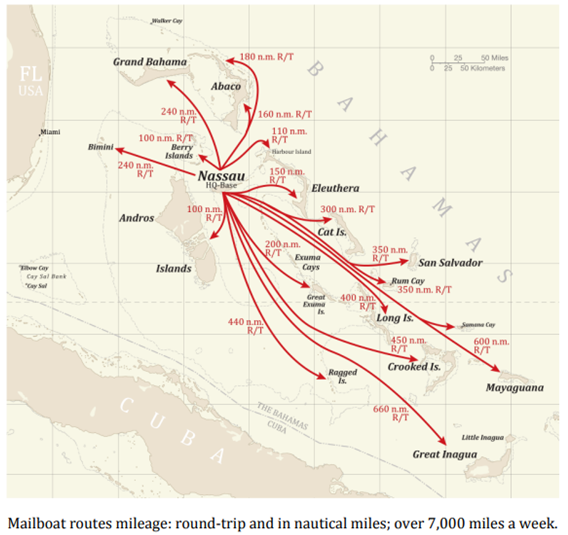 Walker Cay
180 n.m. R/T
Grand Bahama
0 25 50 Miles
0 25 50 Kilometers
FL
USA
Abaco
BAHAMAS
240 n.m.
R/T
160 n.m.
R/T
Miami
110 n.m.
R/T
100 n.m. R/T
Bimini
Berry
Islands
Harbour Island
240 n.m.
R/T
Nassau
HQ-Base
150 n.m.
R/T
Eleuthera
100 n.m.
R/T
300 n.m. R/T
Andros
Cat Is.
200 n.m.
R/T
350 n.m.
R/T
Islands
Exuma
Cays
San Salvador
Elbow Cay
Cay Sal Bank
Cay Sal
Rum Cay
350 n.m. R/T
Great
Exuma
Is.
400 n.m.
R/T
Long Is.
440 n.m.
R/T
Samana Cay
450 n.m.
R/T
600 n.m.
R/T
Crooked Is.
Ragged
Is.
Mayaguana
660 n.m.
R/T
CUBA
THE BAHAMAS
CUBA
Little Inagua
Great Inagua
Mailboat routes mileage: round-trip and in nautical miles; over 7,000 miles a week.